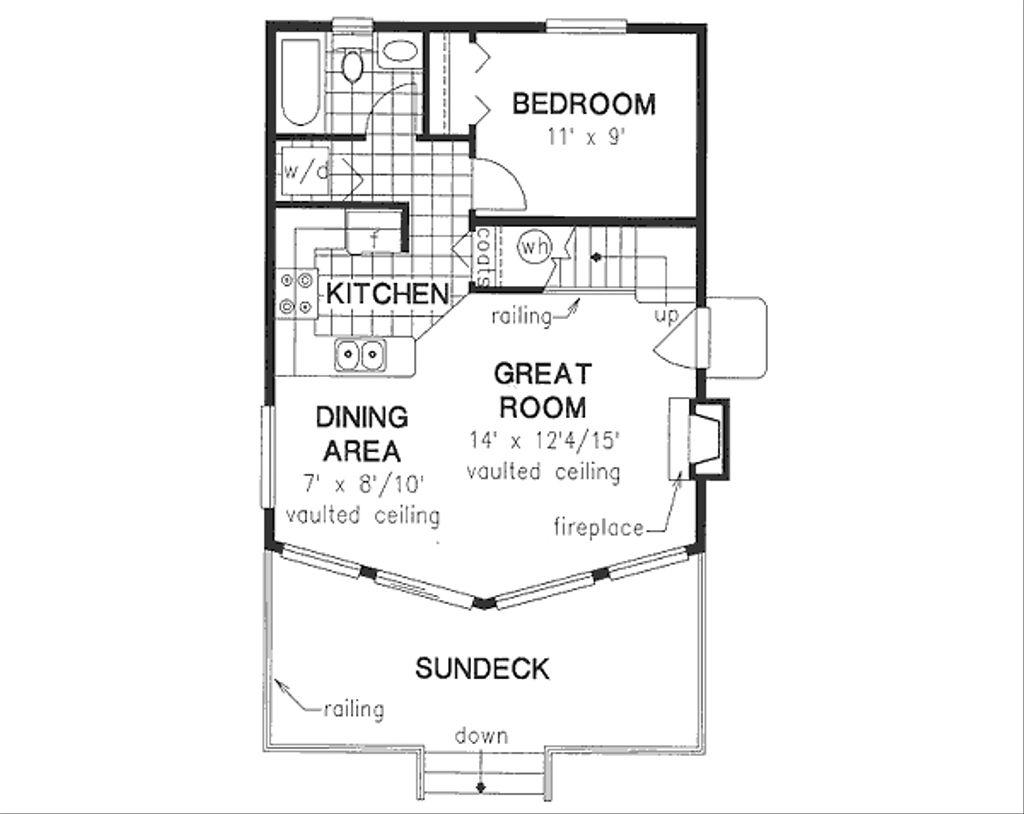 BEDROOM
11' x 9'
w/d
f
coats
wh
KITCHEN
railing
up
GREAT
ROOM
14' x 12'4/15'
vaulted ceiling
DINING
AREA
7' x 8'/10'
vaulted ceiling
fireplace
SUNDECK
railing
down